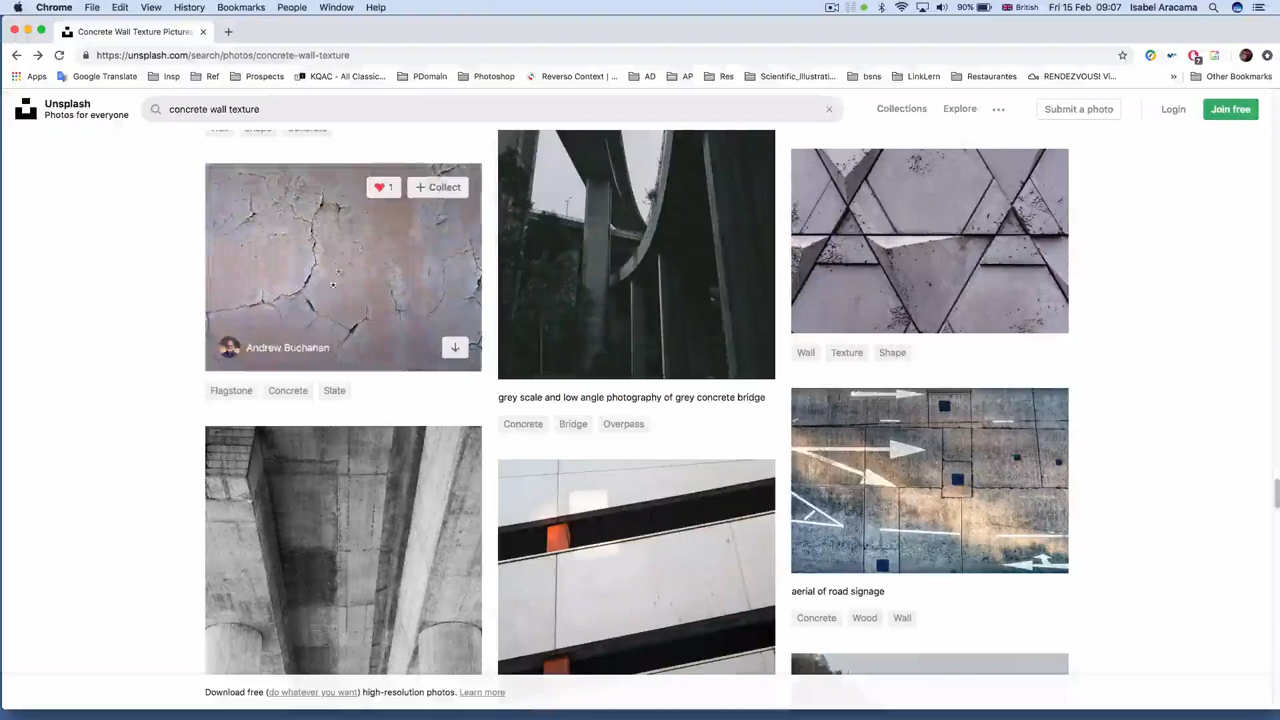 Chrome File Edit View History Bookmarks People Window Help 90% British Fri 15 Feb 09:07 Isabel Aracama
Concrete Wall Texture Pictures
https://unsplash.com/search/photos/concrete-wall-texture
Apps Google Translate Insp Ref Prospects KQAC - All Classic... PDomain Photoshop Reverso Context | ... AD AP Res Scientific_Illustrati... bsns LinkLern Restaurantes RENDEZVOUS! Vi... » Other Bookmarks
Unsplash
Photos for everyone
concrete wall texture
Collections Explore ••• Submit a photo Login Join free
Wall Shape Concrete
1 + Collect
Andrew Buchanan
Flagstone Concrete Slate
grey scale and low angle photography of grey concrete bridge
Concrete Bridge Overpass
Wall Texture Shape
aerial of road signage
Concrete Wood Wall
Download free (do whatever you want) high-resolution photos. Learn more